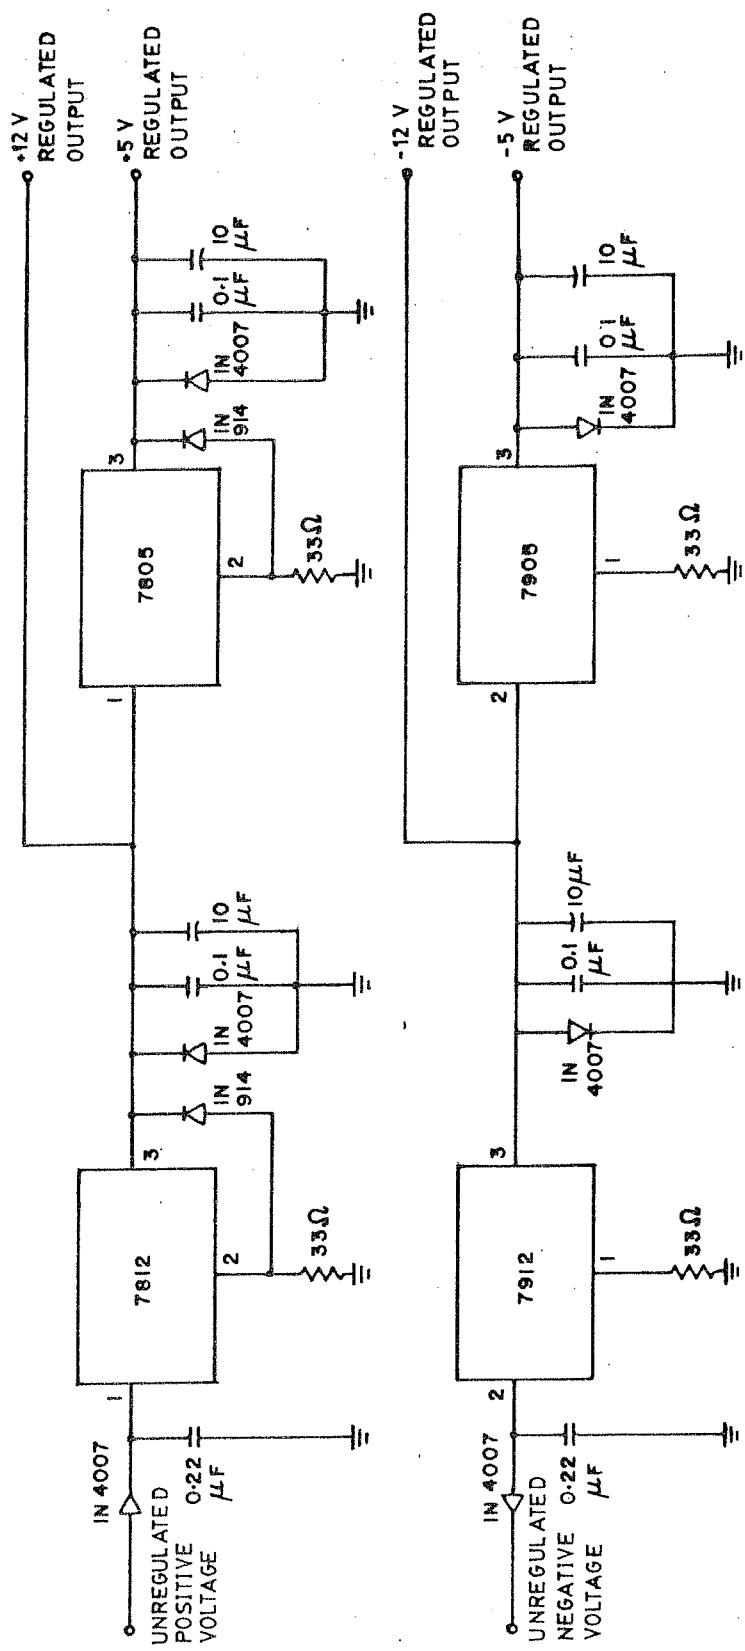 +12 V
REGULATED
OUTPUT
+5 V
REGULATED
OUTPUT
IN 4007
UNREGULATED
POSITIVE
VOLTAGE
0.22
µF
1
7812
3
2
33Ω
IN
914
IN
4007
0.1
µF
10
µF
1
7805
3
2
33Ω
IN
914
IN
4007
0.1
µF
10
µF
-12 V
REGULATED
OUTPUT
-5 V
REGULATED
OUTPUT
IN 4007
UNREGULATED
NEGATIVE
VOLTAGE
0.22
µF
2
7912
3
1
33Ω
IN
4007
0.1
µF
10µF
2
7905
3
1
33Ω
IN
4007
0.1
µF
10
µF